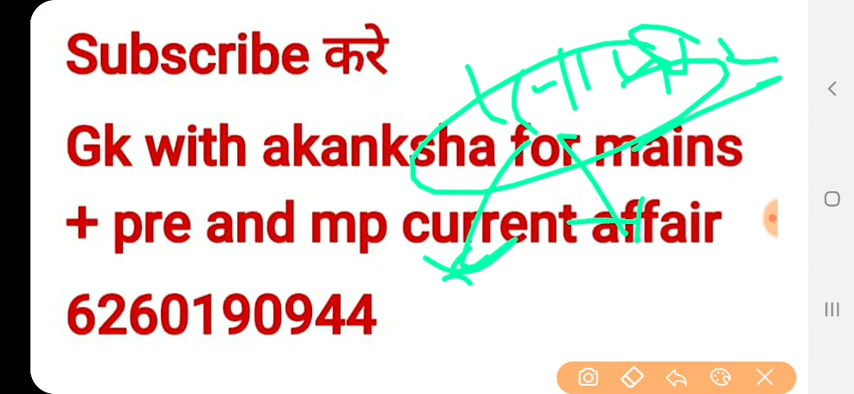 Subscribe करे
Gk with akanksha for mains
+ pre and mp current affair
6260190944